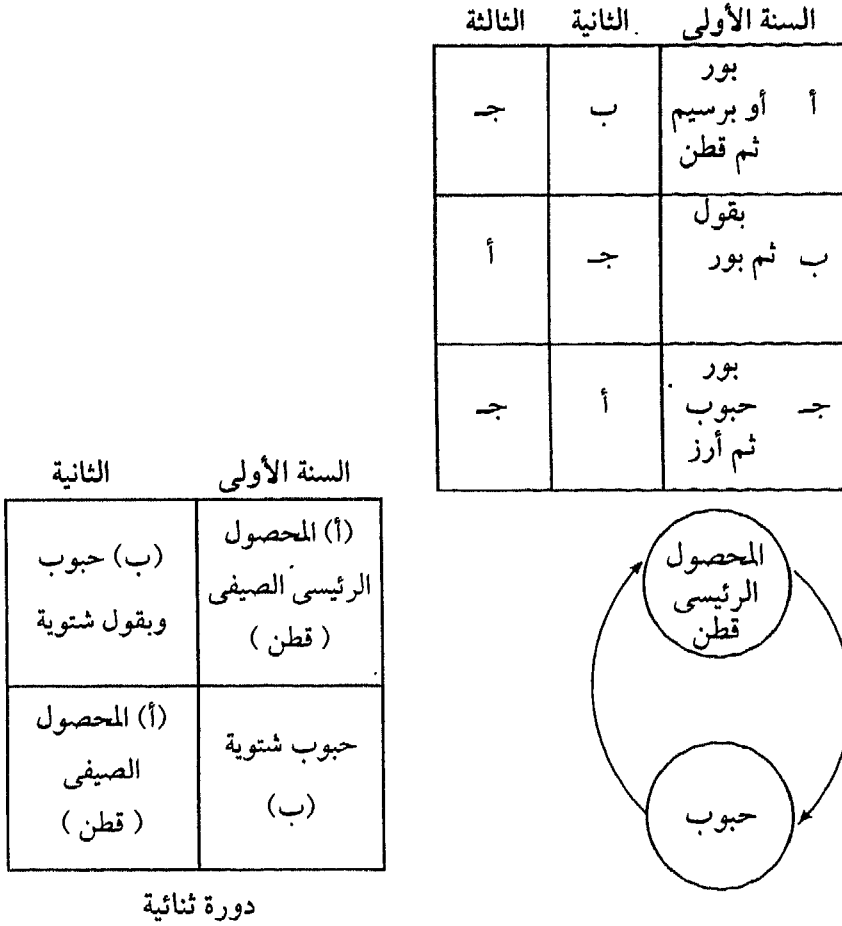 السنة الأولى الثانية الثالثة
بور
أ أو برسيم ب جـ
ثم قطن
بقول
ب ثم بور جـ أ
بور
جـ حبوب أ جـ
ثم أرز
السنة الأولى الثانية
(أ) المحصول
الرئيسى الصيفى
( قطن )
(ب) حبوب
وبقول شتوية
حبوب شتوية
(ب)
(أ) المحصول
الصيفى
( قطن )
دورة ثنائية
المحصول
الرئيسى
قطن
حبوب